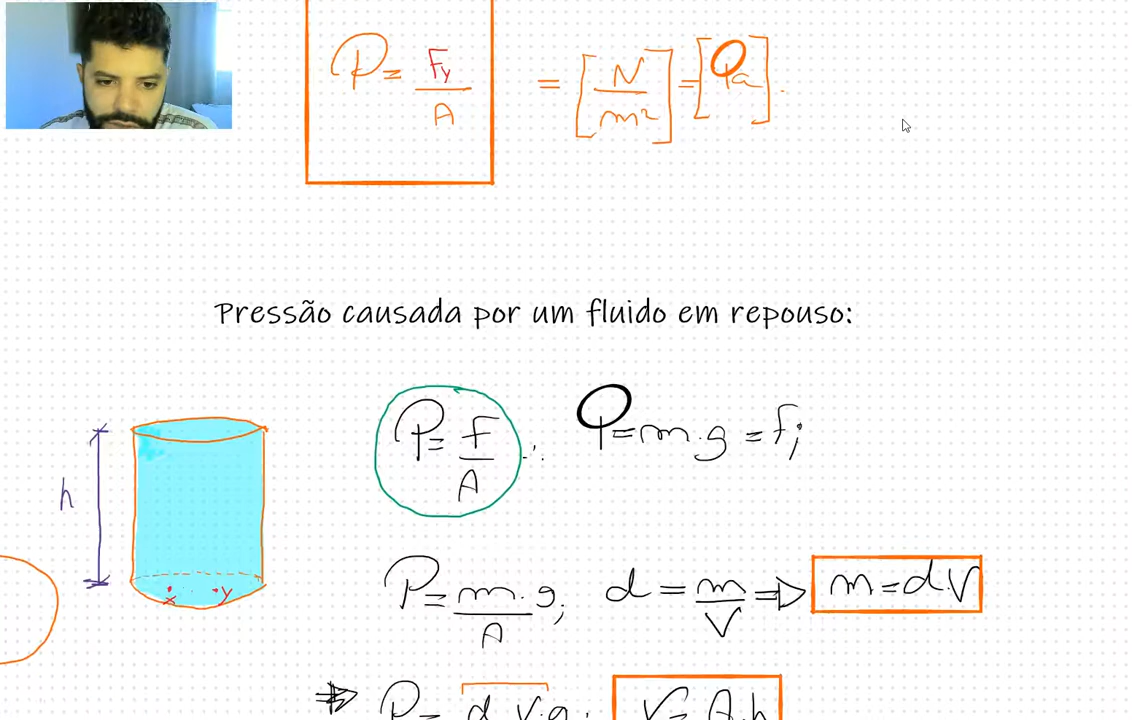 P = Fy/A = [N/m²] = [Pa].
Pressão causada por um fluido em repouso:
P = f/A ∴ P = m.g = f;
h
P = m.g/A; d = m/V => m = d.V
x y
=> P = d.V.g; V = A.h